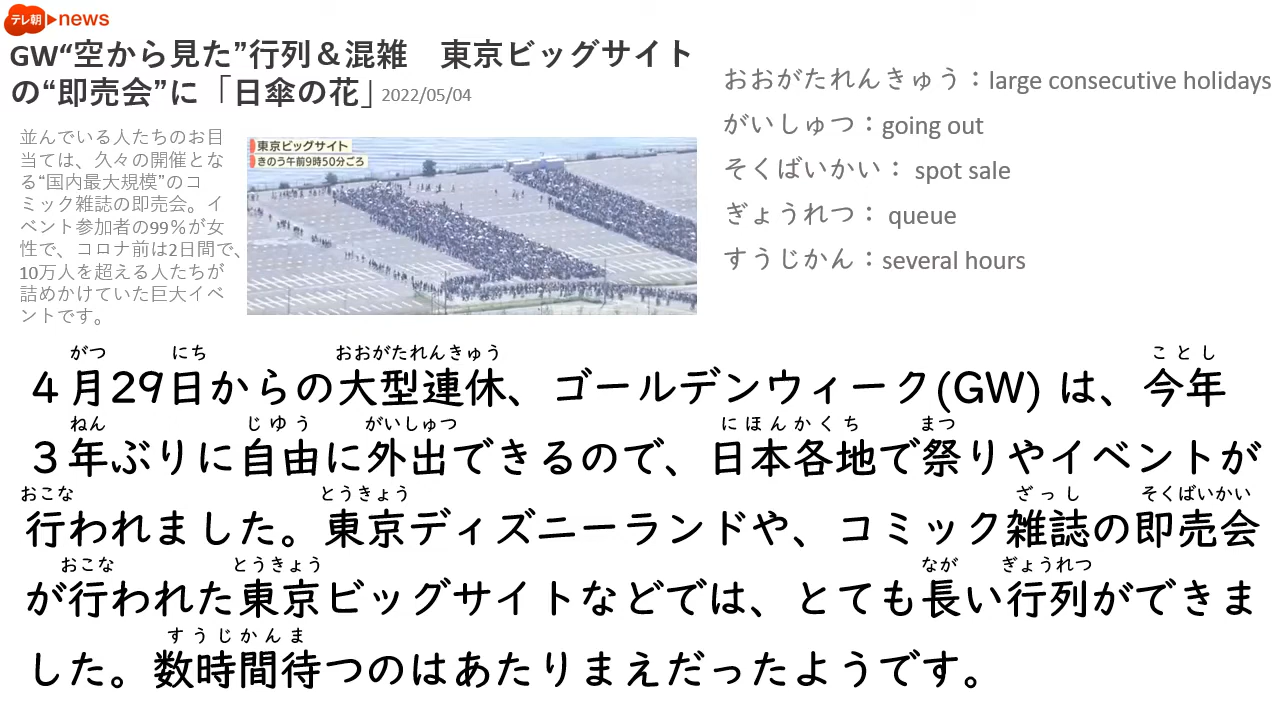 テレ朝news
GW“空から見た”行列＆混雑　東京ビッグサイト
の“即売会”に「日傘の花」2022/05/04
並んでいる人たちのお目
当ては、久々の開催とな
る“国内最大規模”のコ
ミック雑誌の即売会。イ
ベント参加者の99%が女
性で、コロナ前は2日間で、
10万人を超える人たちが
詰めかけていた巨大イベ
ントです。
東京ビッグサイト
きのう午前9時50分ごろ
おおがたれんきゅう：large consecutive holidays
がいしゅつ：going out
そくばいかい： spot sale
ぎょうれつ： queue
すうじかん：several hours
がつ にち おおがたれんきゅう ことし
４月29日からの大型連休、ゴールデンウィーク(GW) は、今年
ねん じゆう がいしゅつ にほんかくち まつ
３年ぶりに自由に外出できるので、日本各地で祭りやイベントが
おこな とうきょう ざっし そくばいかい
行われました。東京ディズニーランドや、コミック雑誌の即売会
おこな とうきょう なが ぎょうれつ
が行われた東京ビッグサイトなどでは、とても長い行列ができま
すうじかんま
した。数時間待つのはあたりまえだったようです。